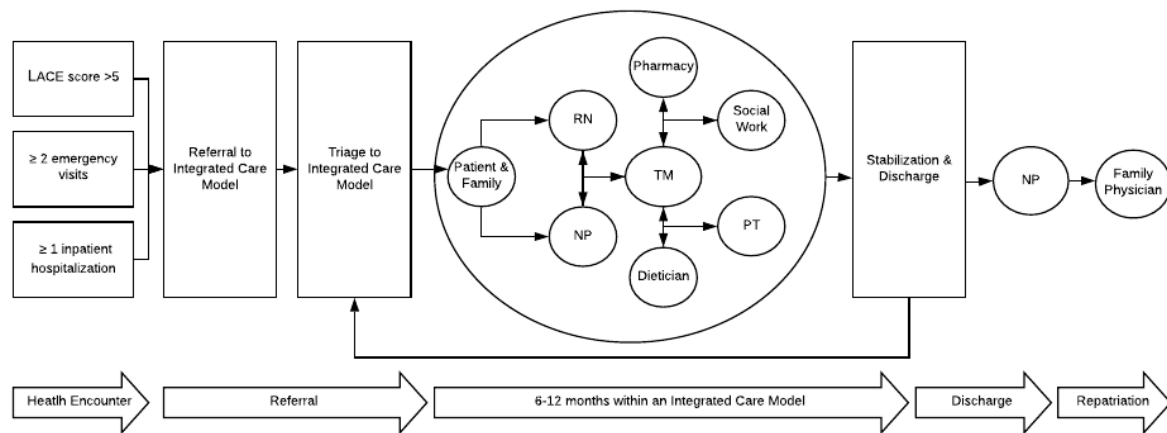 LACE score >5
≥ 2 emergency
visits
≥ 1 inpatient
hospitalization
Referral to
Integrated Care
Model
Triage to
Integrated Care
Model
Patient &
Family
RN
NP
Pharmacy
Social
Work
TM
PT
Dietician
Stabilization &
Discharge
NP
Family
Physician
Heatlh Encounter
Referral
6-12 months within an Integrated Care Model
Discharge
Repatriation